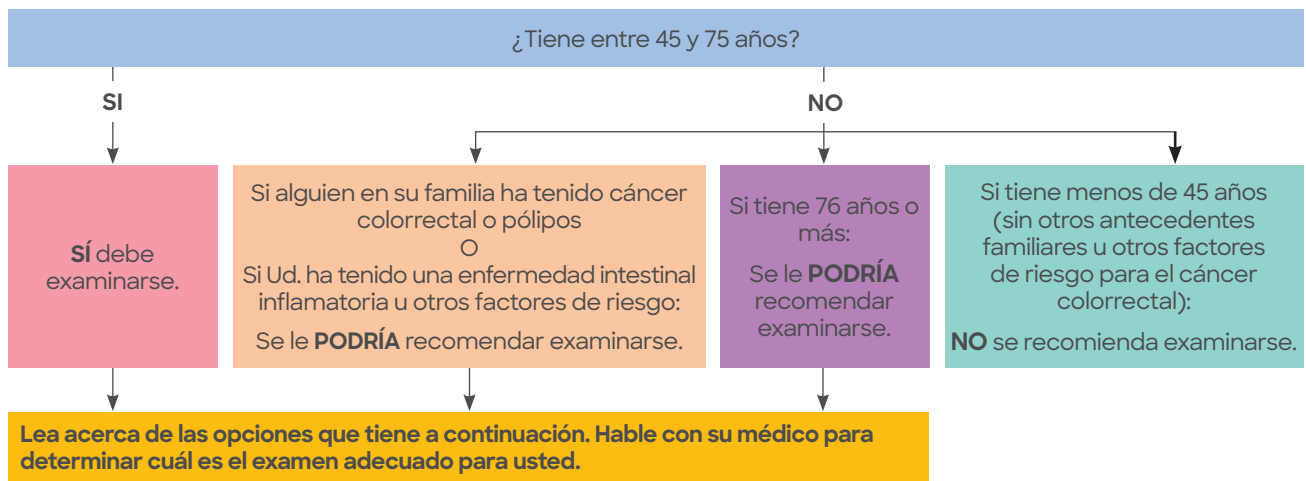 ¿Tiene entre 45 y 75 años?
SI
NO
SÍ debe
examinarse.
Si alguien en su familia ha tenido cáncer
colorrectal o pólipos
O
Si Ud. ha tenido una enfermedad intestinal
inflamatoria u otros factores de riesgo:
Se le PODRÍA recomendar examinarse.
Si tiene 76 años o
más:
Se le PODRÍA
recomendar
examinarse.
Si tiene menos de 45 años
(sin otros antecedentes
familiares u otros factores
de riesgo para el cáncer
colorrectal):
NO se recomienda examinarse.
Lea acerca de las opciones que tiene a continuación. Hable con su médico para
determinar cuál es el examen adecuado para usted.